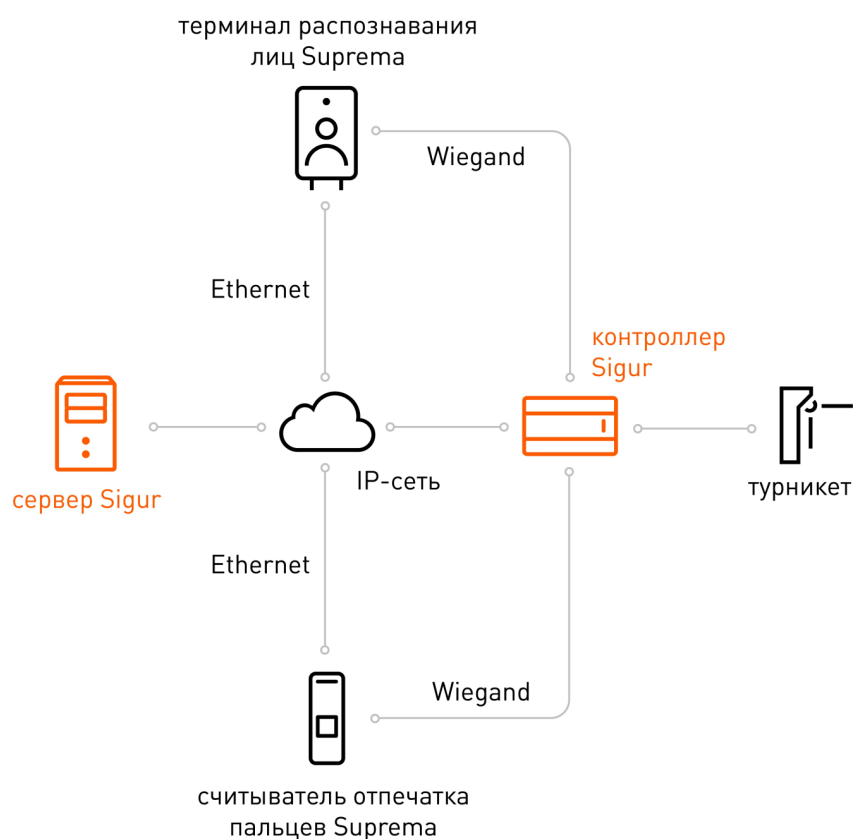 терминал распознавания
лиц Suprema
Wiegand
Ethernet
контроллер
Sigur
IP-сеть
турникет
сервер Sigur
Ethernet
Wiegand
считыватель отпечатка
пальцев Suprema